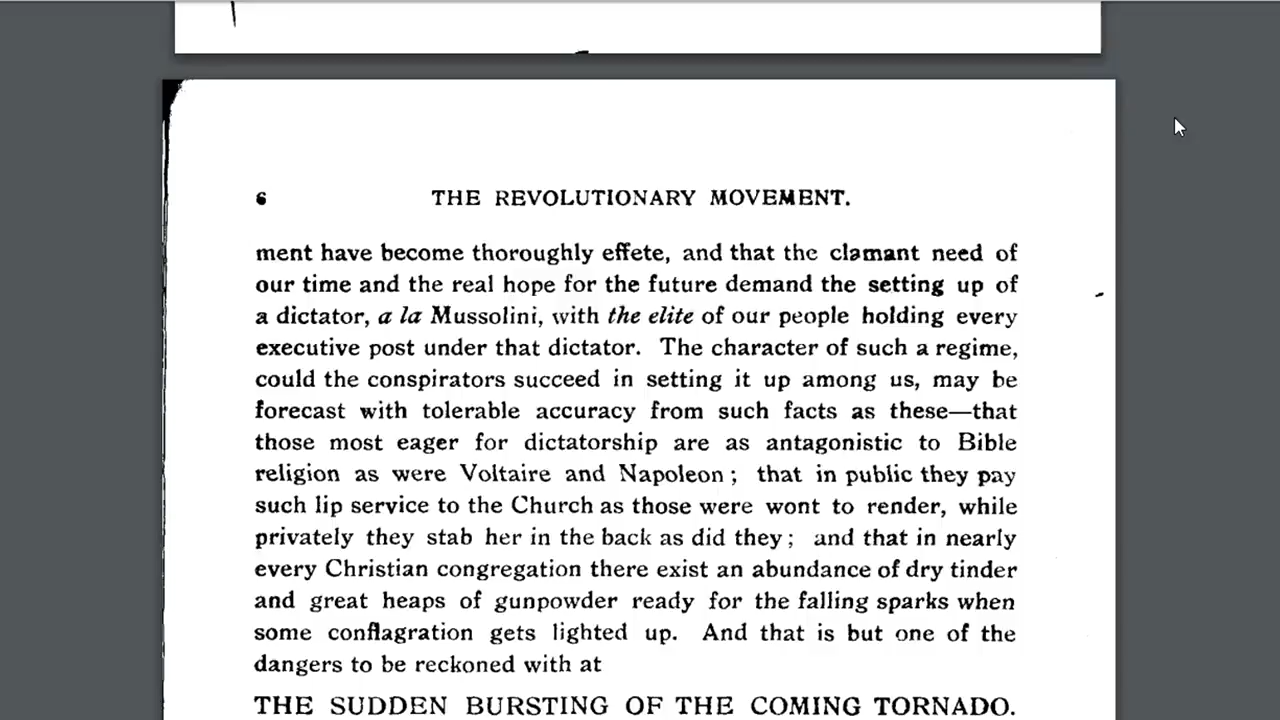 6 THE REVOLUTIONARY MOVEMENT.
ment have become thoroughly effete, and that the clamant need of
our time and the real hope for the future demand the setting up of
a dictator, a la Mussolini, with the elite of our people holding every
executive post under that dictator. The character of such a regime,
could the conspirators succeed in setting it up among us, may be
forecast with tolerable accuracy from such facts as these—that
those most eager for dictatorship are as antagonistic to Bible
religion as were Voltaire and Napoleon; that in public they pay
such lip service to the Church as those were wont to render, while
privately they stab her in the back as did they; and that in nearly
every Christian congregation there exist an abundance of dry tinder
and great heaps of gunpowder ready for the falling sparks when
some conflagration gets lighted up. And that is but one of the
dangers to be reckoned with at
THE SUDDEN BURSTING OF THE COMING TORNADO.